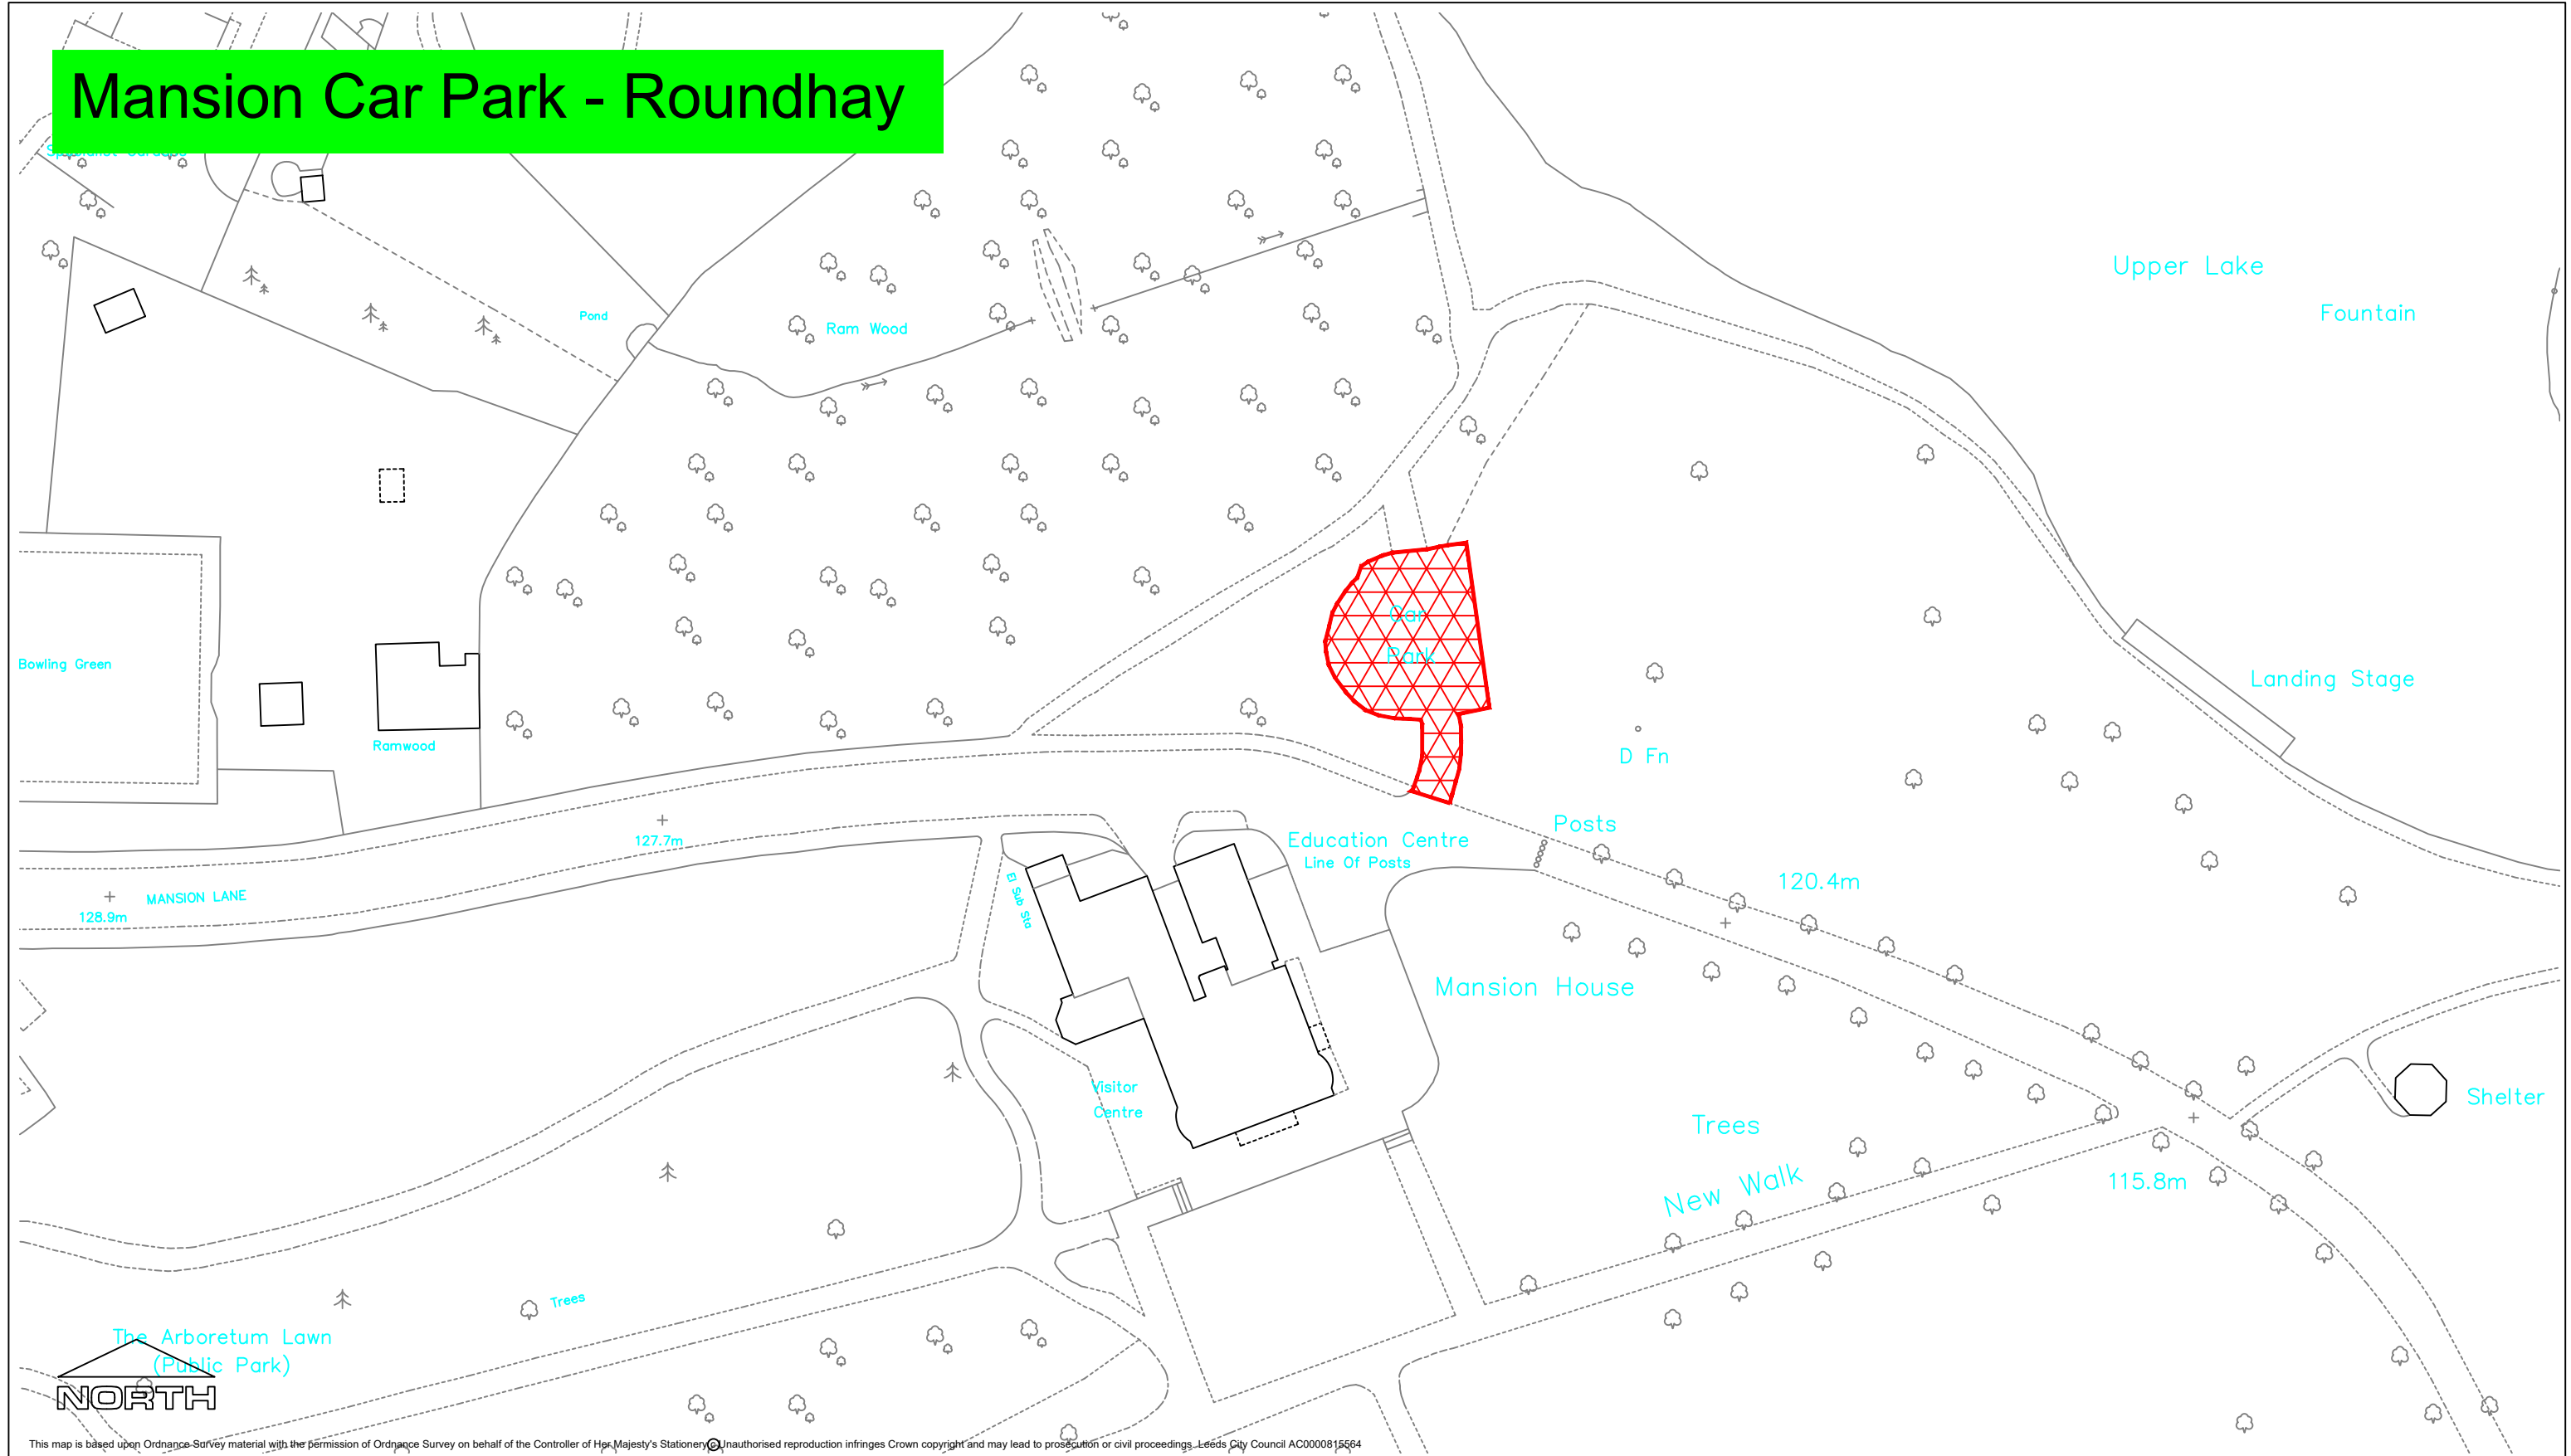 Mansion Car Park - Roundhay
Upper Lake
Fountain
Pond
Ram Wood
Car
Park
Bowling Green
Landing Stage
Ramwood
D Fn
Posts
Education Centre
Line Of Posts
127.7m
120.4m
MANSION LANE
128.9m
El Sub Sta
Mansion House
Visitor
Centre
Shelter
Trees
New Walk
115.8m
Trees
The Arboretum Lawn
(Public Park)
NORTH
This map is based upon Ordnance Survey material with the permission of Ordnance Survey on behalf of the Controller of Her Majesty's Stationery © Unauthorised reproduction infringes Crown copyright and may lead to prosecution or civil proceedings. Leeds City Council AC0000815564